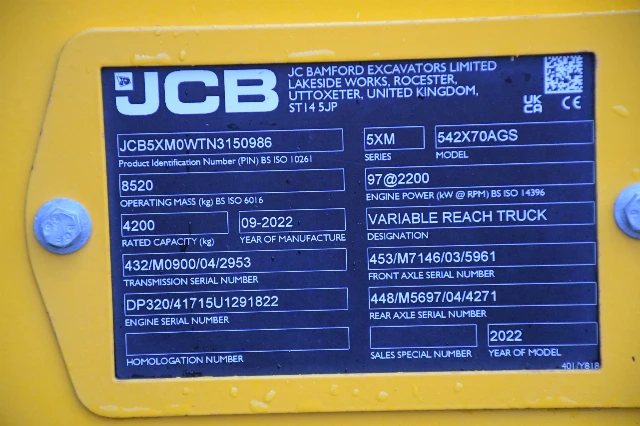 JCB
JC BAMFORD EXCAVATORS LIMITED
LAKESIDE WORKS, ROCESTER,
UTTOXETER, UNITED KINGDOM,
ST14 5JP
UK
CA
CE
JCB5XM0WTN3150986
Product Identification Number (PIN) BS ISO 10261
5XM
SERIES
542X70AGS
MODEL
8520
OPERATING MASS (kg) BS ISO 6016
97@2200
ENGINE POWER (kW @ RPM) BS ISO 14396
4200
RATED CAPACITY (kg)
09-2022
YEAR OF MANUFACTURE
VARIABLE REACH TRUCK
DESIGNATION
432/M0900/04/2953
TRANSMISSION SERIAL NUMBER
453/M7146/03/5961
FRONT AXLE SERIAL NUMBER
DP320/41715U1291822
ENGINE SERIAL NUMBER
448/M5697/04/4271
REAR AXLE SERIAL NUMBER
HOMOLOGATION NUMBER
SALES SPECIAL NUMBER
2022
YEAR OF MODEL
401/Y818